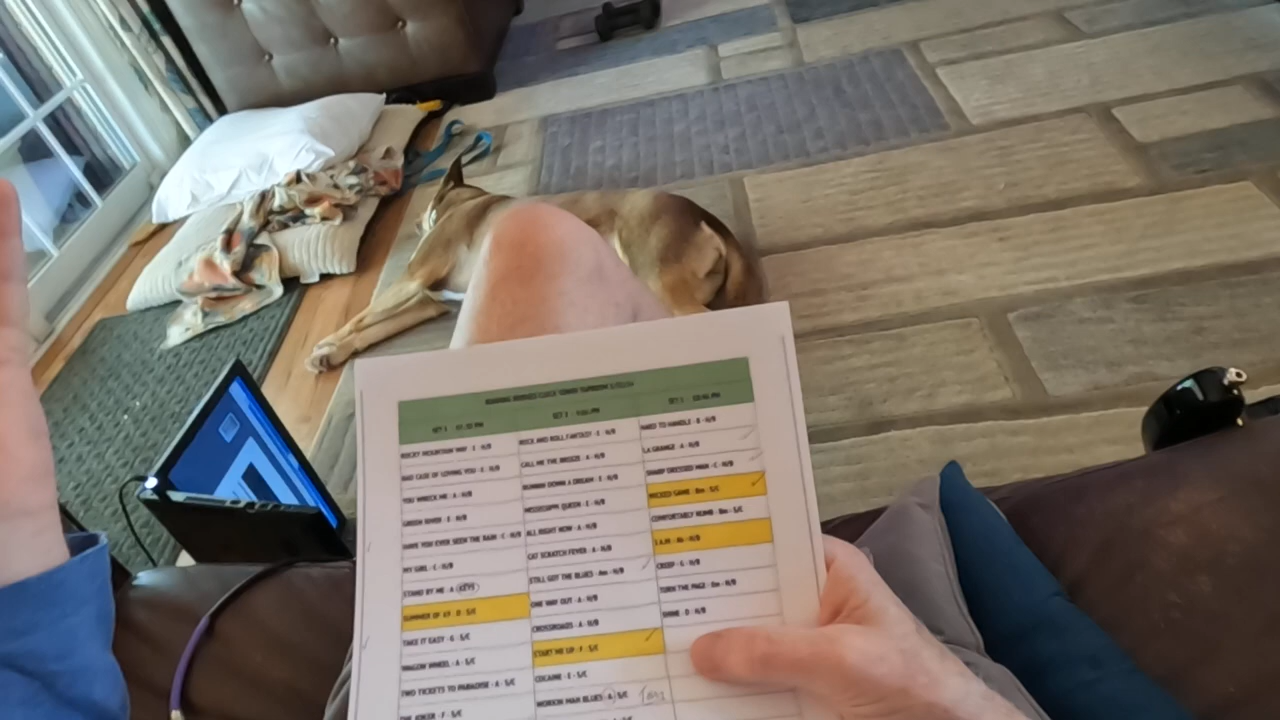 SET 1
SET 2
SET 3
ROCKY MOUNTAIN WAY - E - N/B
BAD CASE OF LOVING YOU - E - N/B
YOU WRECK ME - A - N/B
GREEN RIVER - E - N/B
HAVE YOU EVER SEEN THE RAIN - C - N/B
MY GIRL - C - N/B
STAND BY ME - A (KEYS)
SUMMER OF 69 - D - S/C
TAKE IT EASY - G - S/C
WAGON WHEEL - A - S/C
TWO TICKETS TO PARADISE - A - S/C
THE JOKER - F - S/C
ROCK AND ROLL FANTASY - E - N/B
CALL ME THE BREEZE - A - N/B
RUNNIN DOWN A DREAM - E - N/B
MISSISSIPPI QUEEN - E - N/B
ALL RIGHT NOW - A - N/B
CAT SCRATCH FEVER - A - N/B
STILL GOT THE BLUES - Am - N/B
ONE WAY OUT - A - N/B
CROSSROADS - A - N/B
START ME UP - F - S/C
COCAINE - E - S/C
WORKIN MAN BLUES - A - S/C
HARD TO HANDLE - B - N/B
LA GRANGE - A - N/B
SHARP DRESSED MAN - C - N/B
WICKED GAME - Bm - S/C
COMFORTABLY NUMB - Bm - S/C
3 A.M - Ab - N/B
CREEP - G - N/B
TURN THE PAGE - Dm - N/B
SHINE - D - N/B